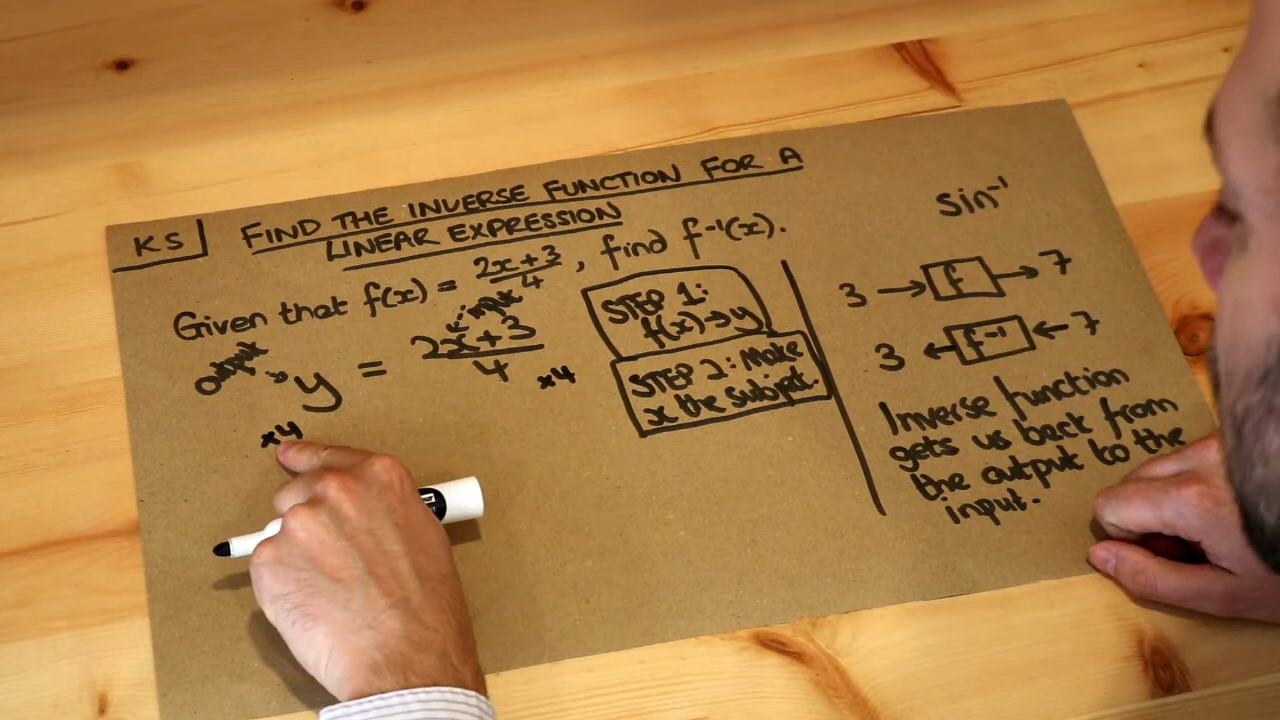 KS
FIND THE INVERSE FUNCTION FOR A
LINEAR EXPRESSION
Given that f(x) = 2x+3/4, find f⁻¹(x).
output → y = 2x+3/4
← input
×4
×4
STEP 1:
f(x)→y
STEP 2: Make
x the subject.
sin⁻¹
3 → f → 7
3 ← f⁻¹ ← 7
Inverse function
gets us back from
the output to the
input.